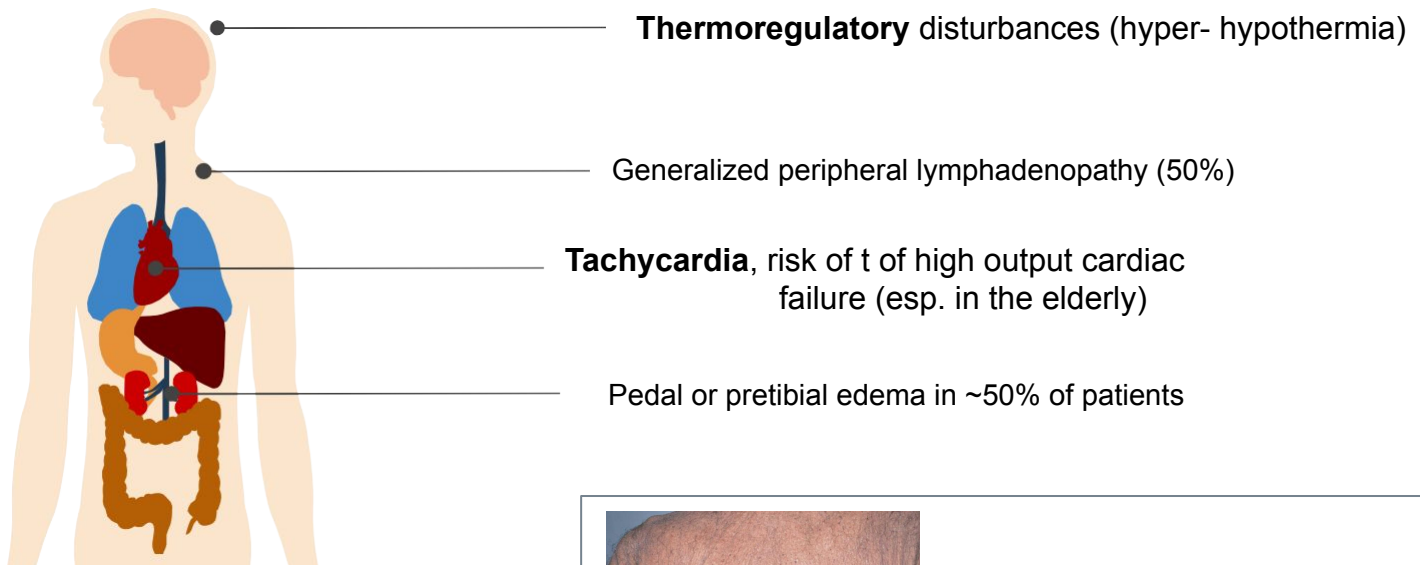 Thermoregulatory disturbances (hyper- hypothermia)
Generalized peripheral lymphadenopathy (50%)
Tachycardia, risk of t of high output cardiac
failure (esp. in the elderly)
Pedal or pretibial edema in ~50% of patients